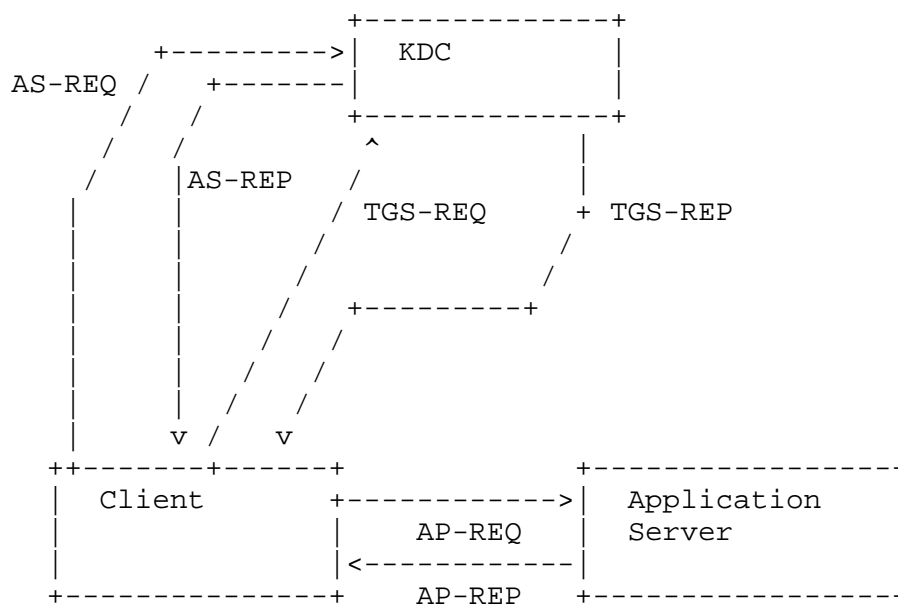 KDC
AS-REQ
AS-REP
TGS-REQ
TGS-REP
Client
Application
Server
AP-REQ
AP-REP